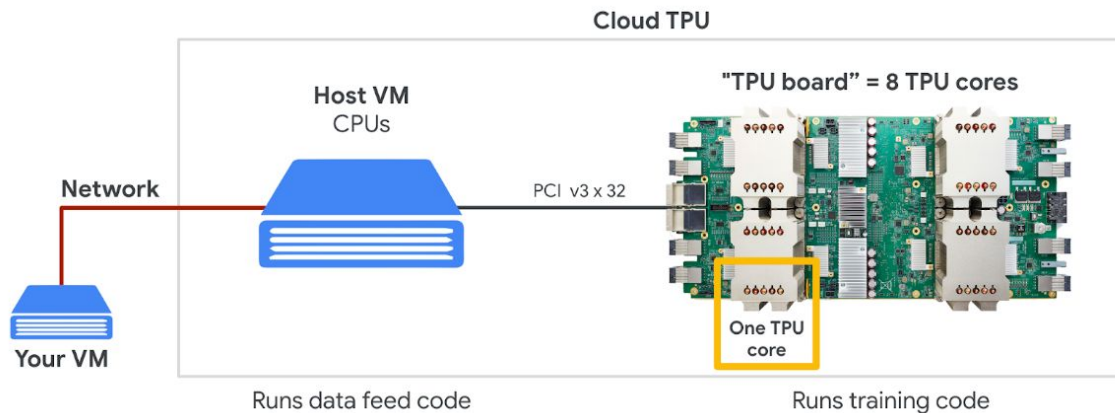 Cloud TPU
Host VM
CPUs
"TPU board” = 8 TPU cores
Network
PCI v3 x 32
One TPU
core
Your VM
Runs data feed code
Runs training code